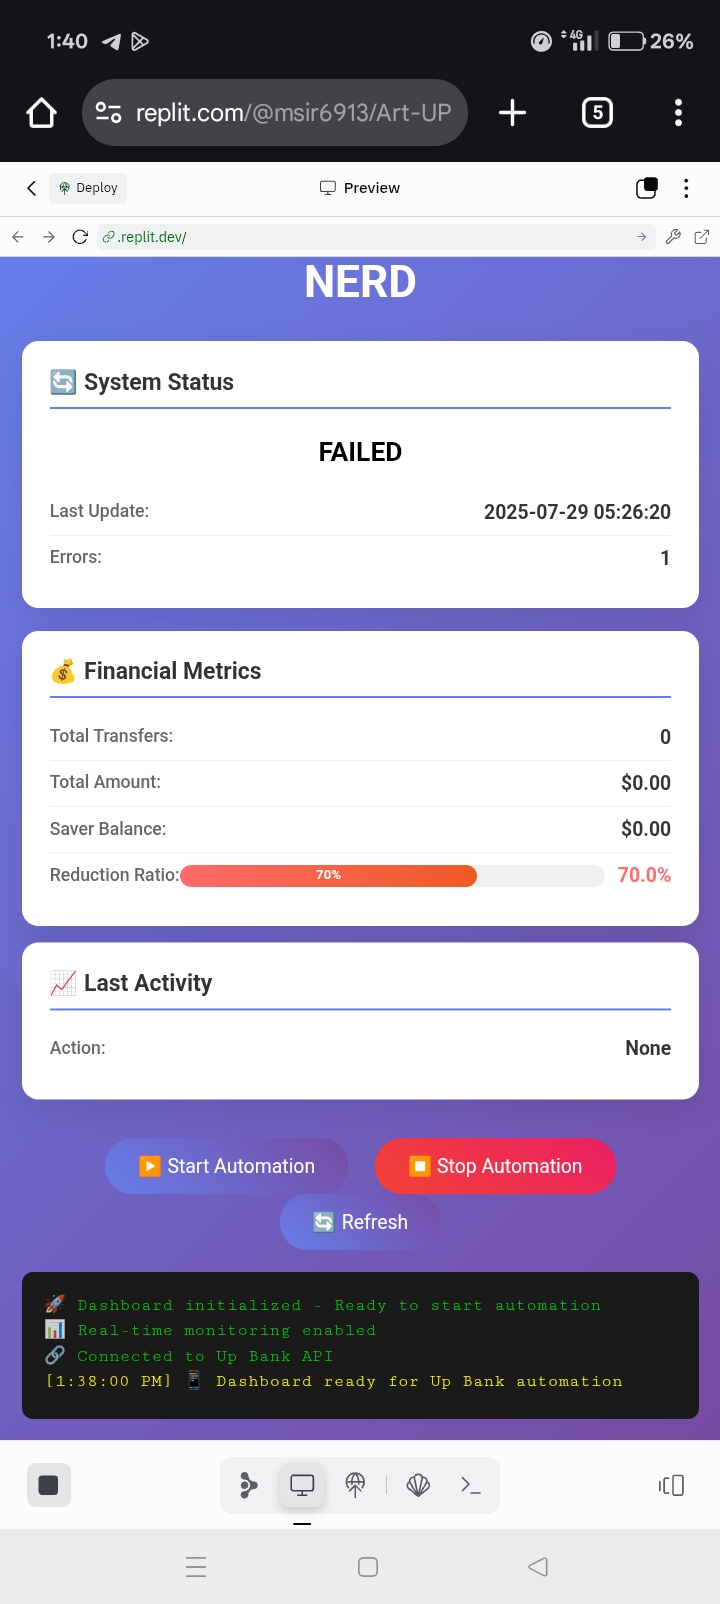 1:40
4G
26%
replit.com/@msir6913/Art-UP
5
Deploy
Preview
.replit.dev/
NERD
System Status
FAILED
Last Update: 2025-07-29 05:26:20
Errors: 1
Financial Metrics
Total Transfers: 0
Total Amount: $0.00
Saver Balance: $0.00
Reduction Ratio: 70% 70.0%
Last Activity
Action: None
Start Automation
Stop Automation
Refresh
Dashboard initialized - Ready to start automation
Real-time monitoring enabled
Connected to Up Bank API
[1:38:00 PM] Dashboard ready for Up Bank automation